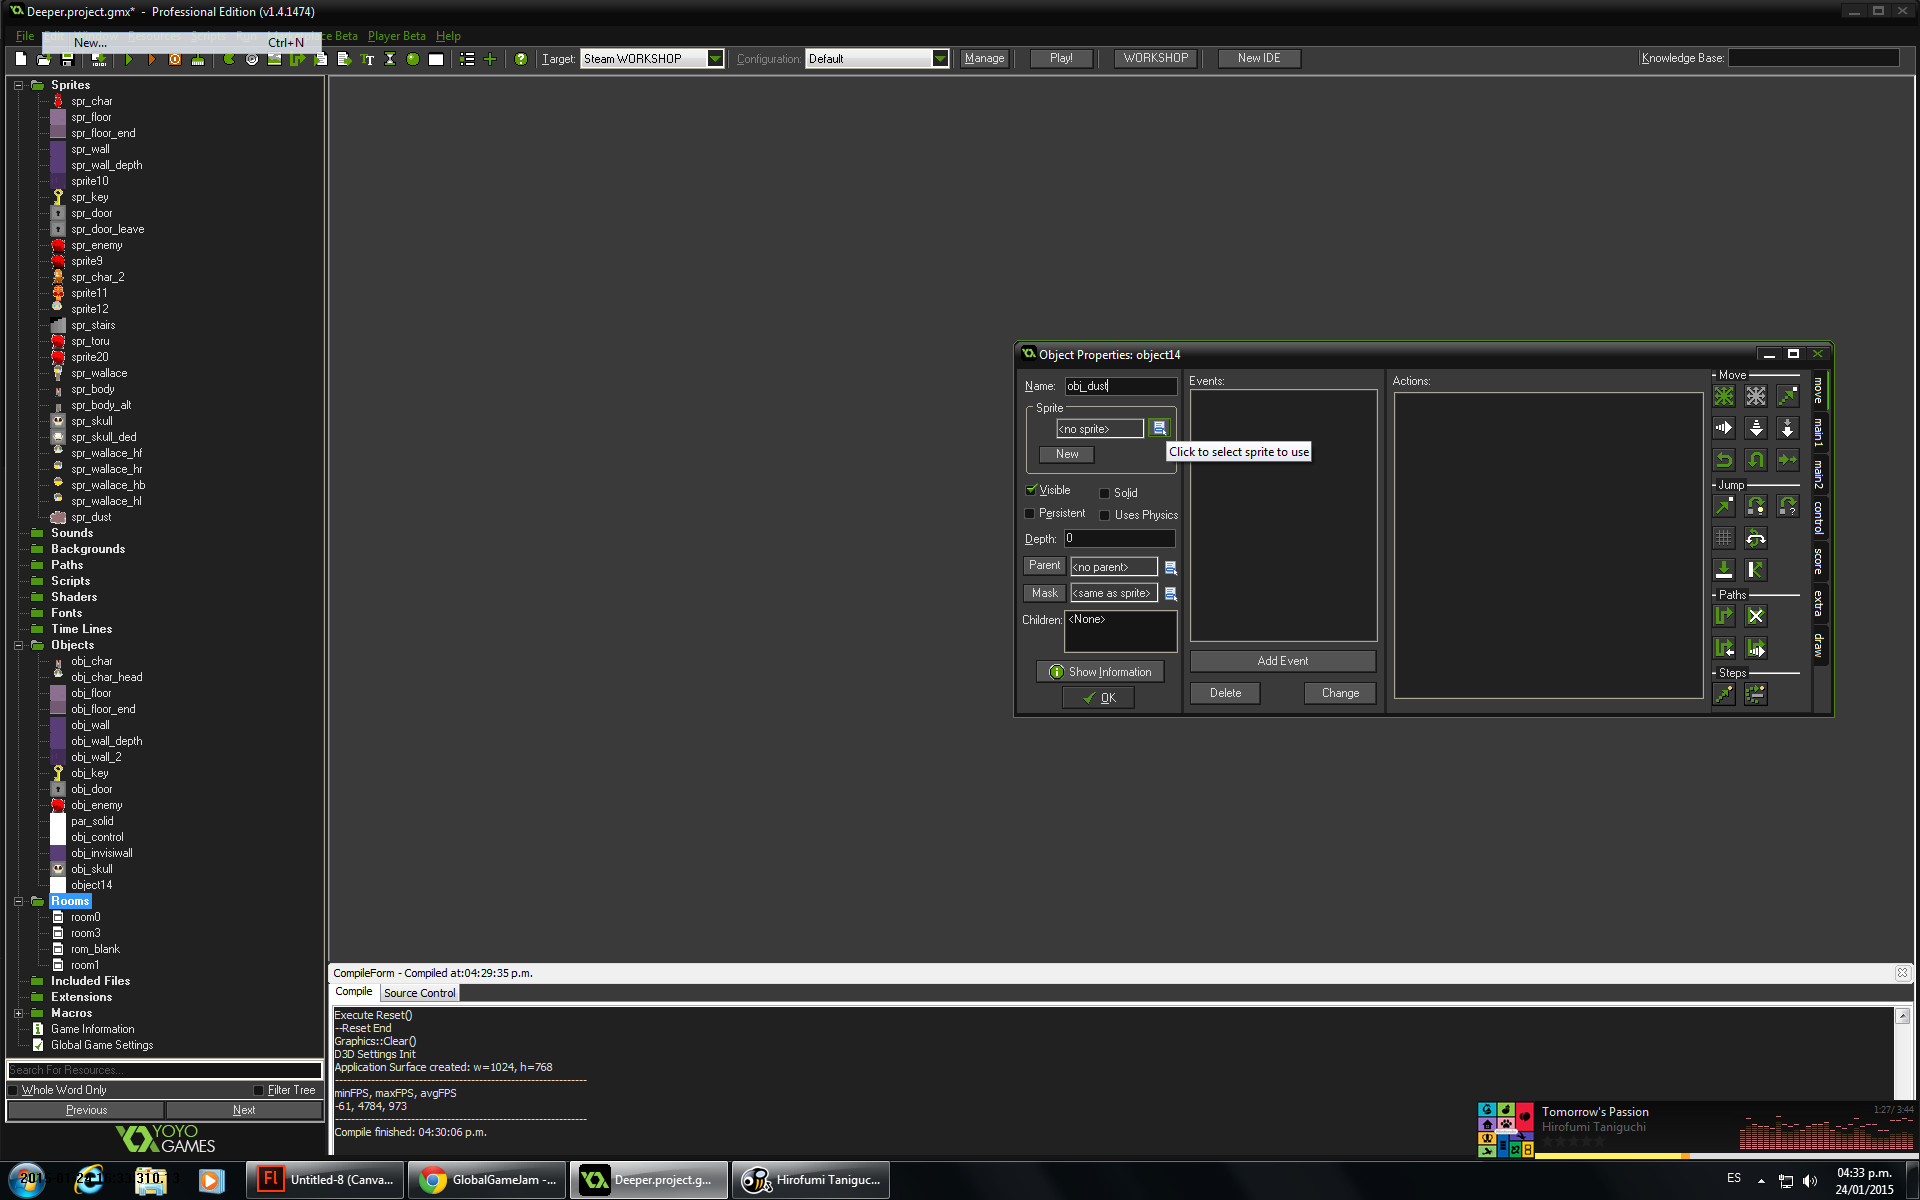 Deeper.project.gmx* - Professional Edition (v1.4.1474)
File
Marketplace Beta Player Beta Help
New... Ctrl+N
Target: Steam WORKSHOP Configuration: Default Manage Play! WORKSHOP New IDE Knowledge Base:
Sprites
spr_char
spr_floor
spr_floor_end
spr_wall
spr_wall_depth
sprite10
spr_key
spr_door
spr_door_leave
spr_enemy
sprite9
spr_char_2
sprite11
sprite12
spr_stairs
spr_toru
sprite20
spr_wallace
spr_body
spr_body_alt
spr_skull
spr_skull_ded
spr_wallace_hf
spr_wallace_hr
spr_wallace_hb
spr_wallace_hl
spr_dust
Sounds
Backgrounds
Paths
Scripts
Shaders
Fonts
Time Lines
Objects
obj_char
obj_char_head
obj_floor
obj_floor_end
obj_wall
obj_wall_depth
obj_wall_2
obj_key
obj_door
obj_enemy
par_solid
obj_control
obj_invisiwall
obj_skull
object14
Rooms
room0
room3
rom_blank
room1
Included Files
Extensions
Macros
Game Information
Global Game Settings
Search For Resources...
Whole Word Only Filter Tree
Previous Next
YOYO
GAMES
Object Properties: object14
Name: obj_dust
Sprite
<no sprite>
New
Click to select sprite to use
Visible Solid
Persistent Uses Physics
Depth: 0
Parent <no parent>
Mask <same as sprite>
Children: <None>
Show Information
OK
Events:
Add Event
Delete Change
Actions:
Move
Jump
Paths
Steps
move
main1
main2
control
score
extra
draw
CompileForm - Compiled at:04:29:35 p.m.
Compile Source Control
Execute Reset()
--Reset End
Graphics::Clear()
D3D Settings Init
Application Surface created: w=1024, h=768
minFPS, maxFPS, avgFPS
-61, 4784, 973
Compile finished: 04:30:06 p.m.
Tomorrow's Passion 1:27/ 3:44
Hirofumi Taniguchi
Untitled-8 (Canva...
GlobalGameJam -...
Deeper.project.g...
Hirofumi Taniguc...
ES
04:33 p.m.
24/01/2015